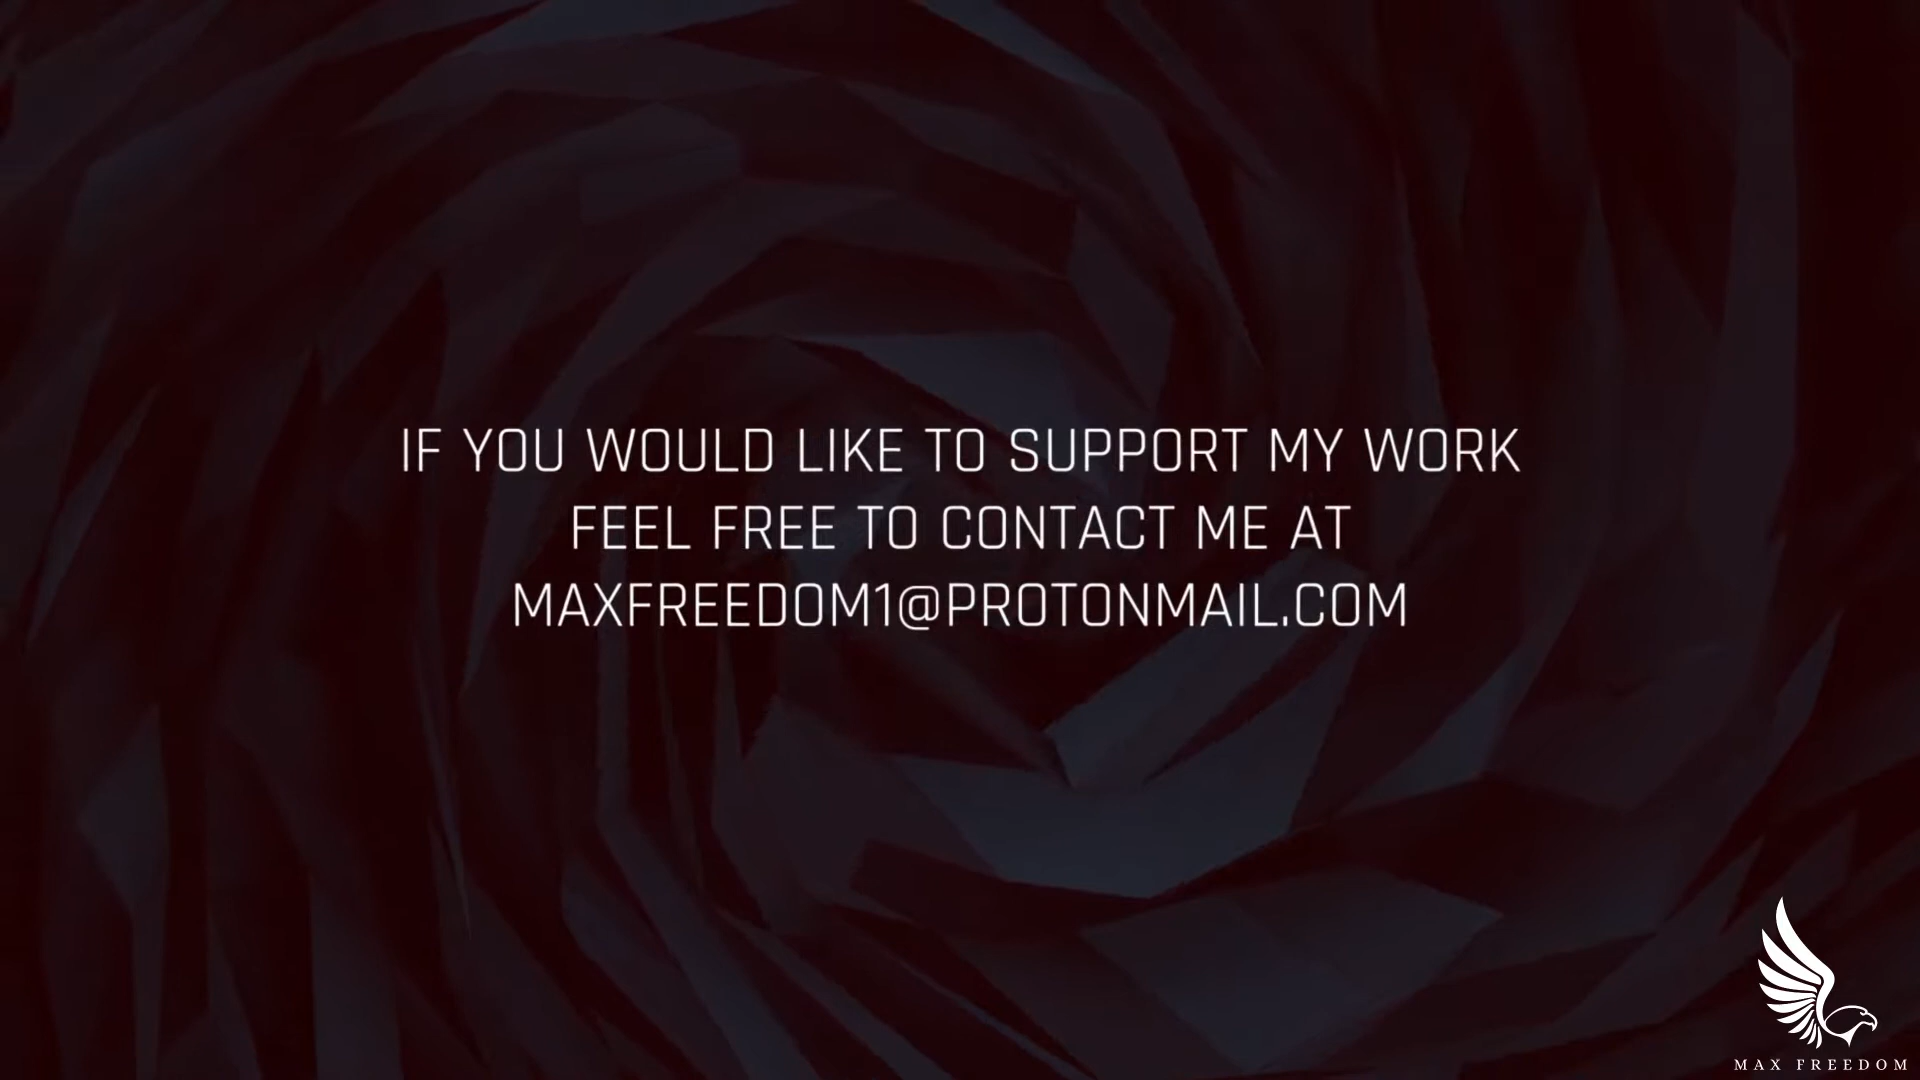 IF YOU WOULD LIKE TO SUPPORT MY WORK
FEEL FREE TO CONTACT ME AT
MAXFREEDOM1@PROTONMAIL.COM
MAX FREEDOM